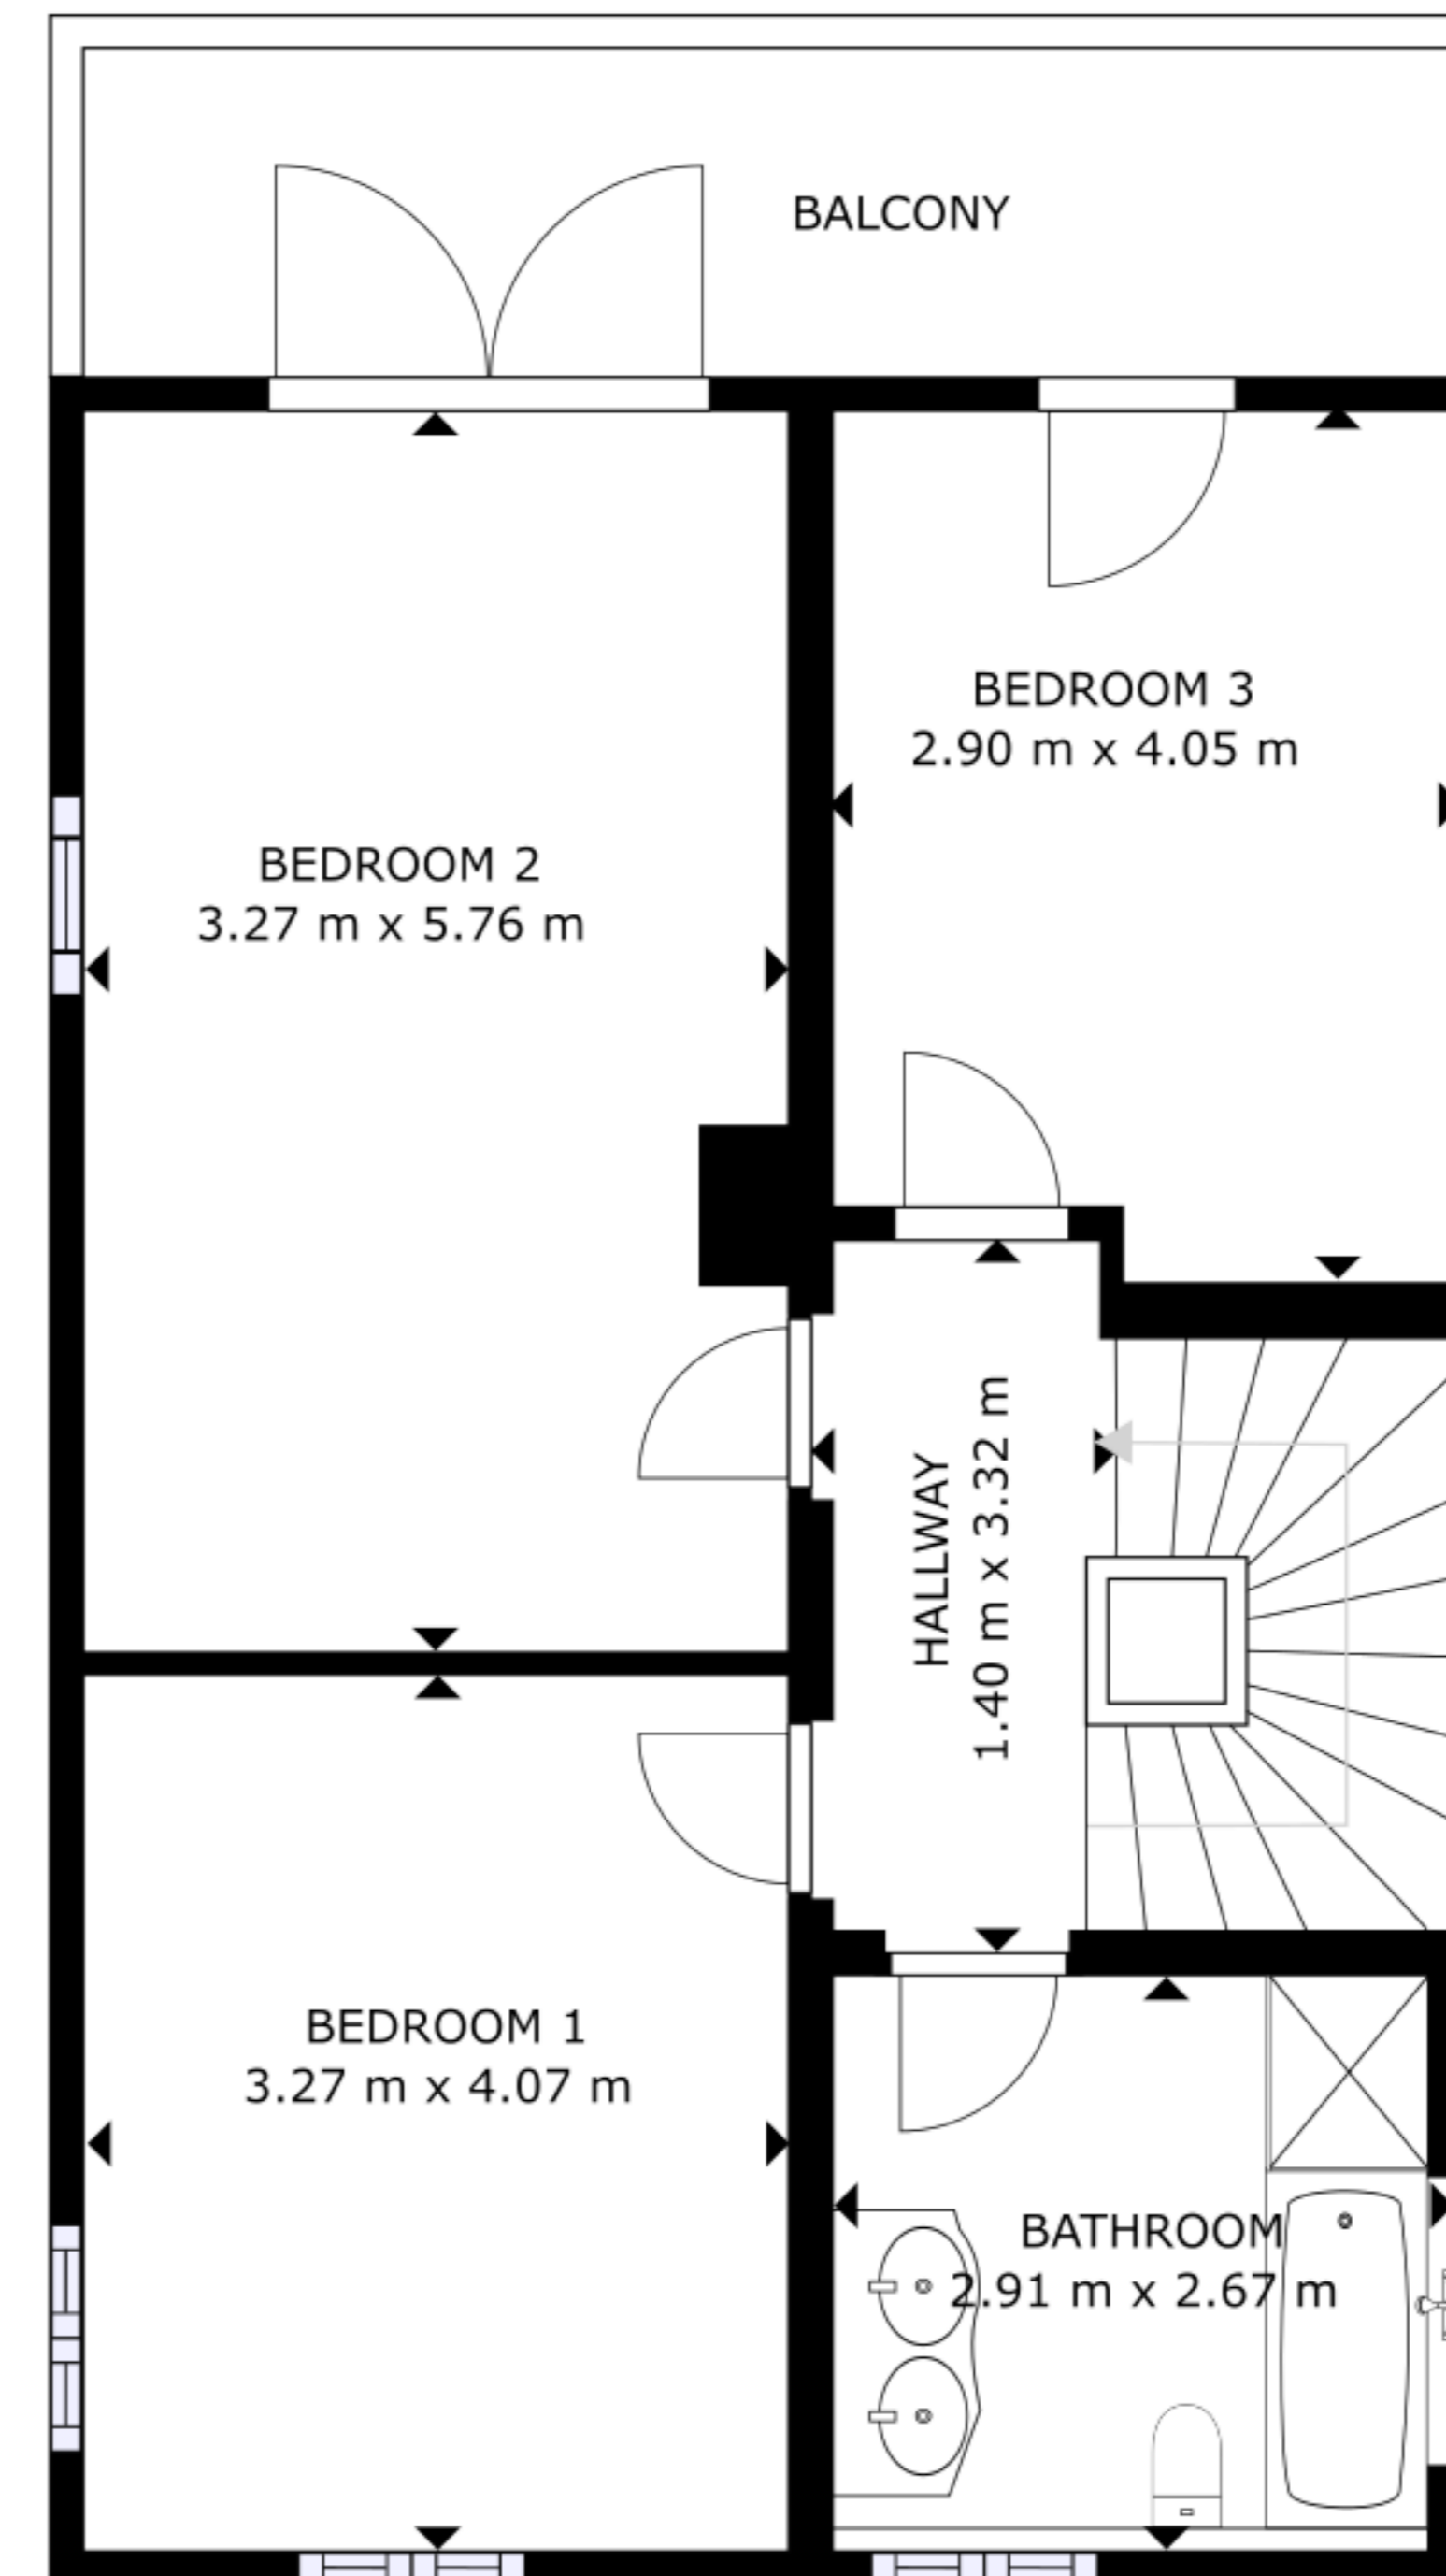 BALCONY
BEDROOM 3
2.90 m x 4.05 m
BEDROOM 2
3.27 m x 5.76 m
HALLWAY
1.40 m x 3.32 m
BEDROOM 1
3.27 m x 4.07 m
BATHROOM
2.91 m x 2.67 m